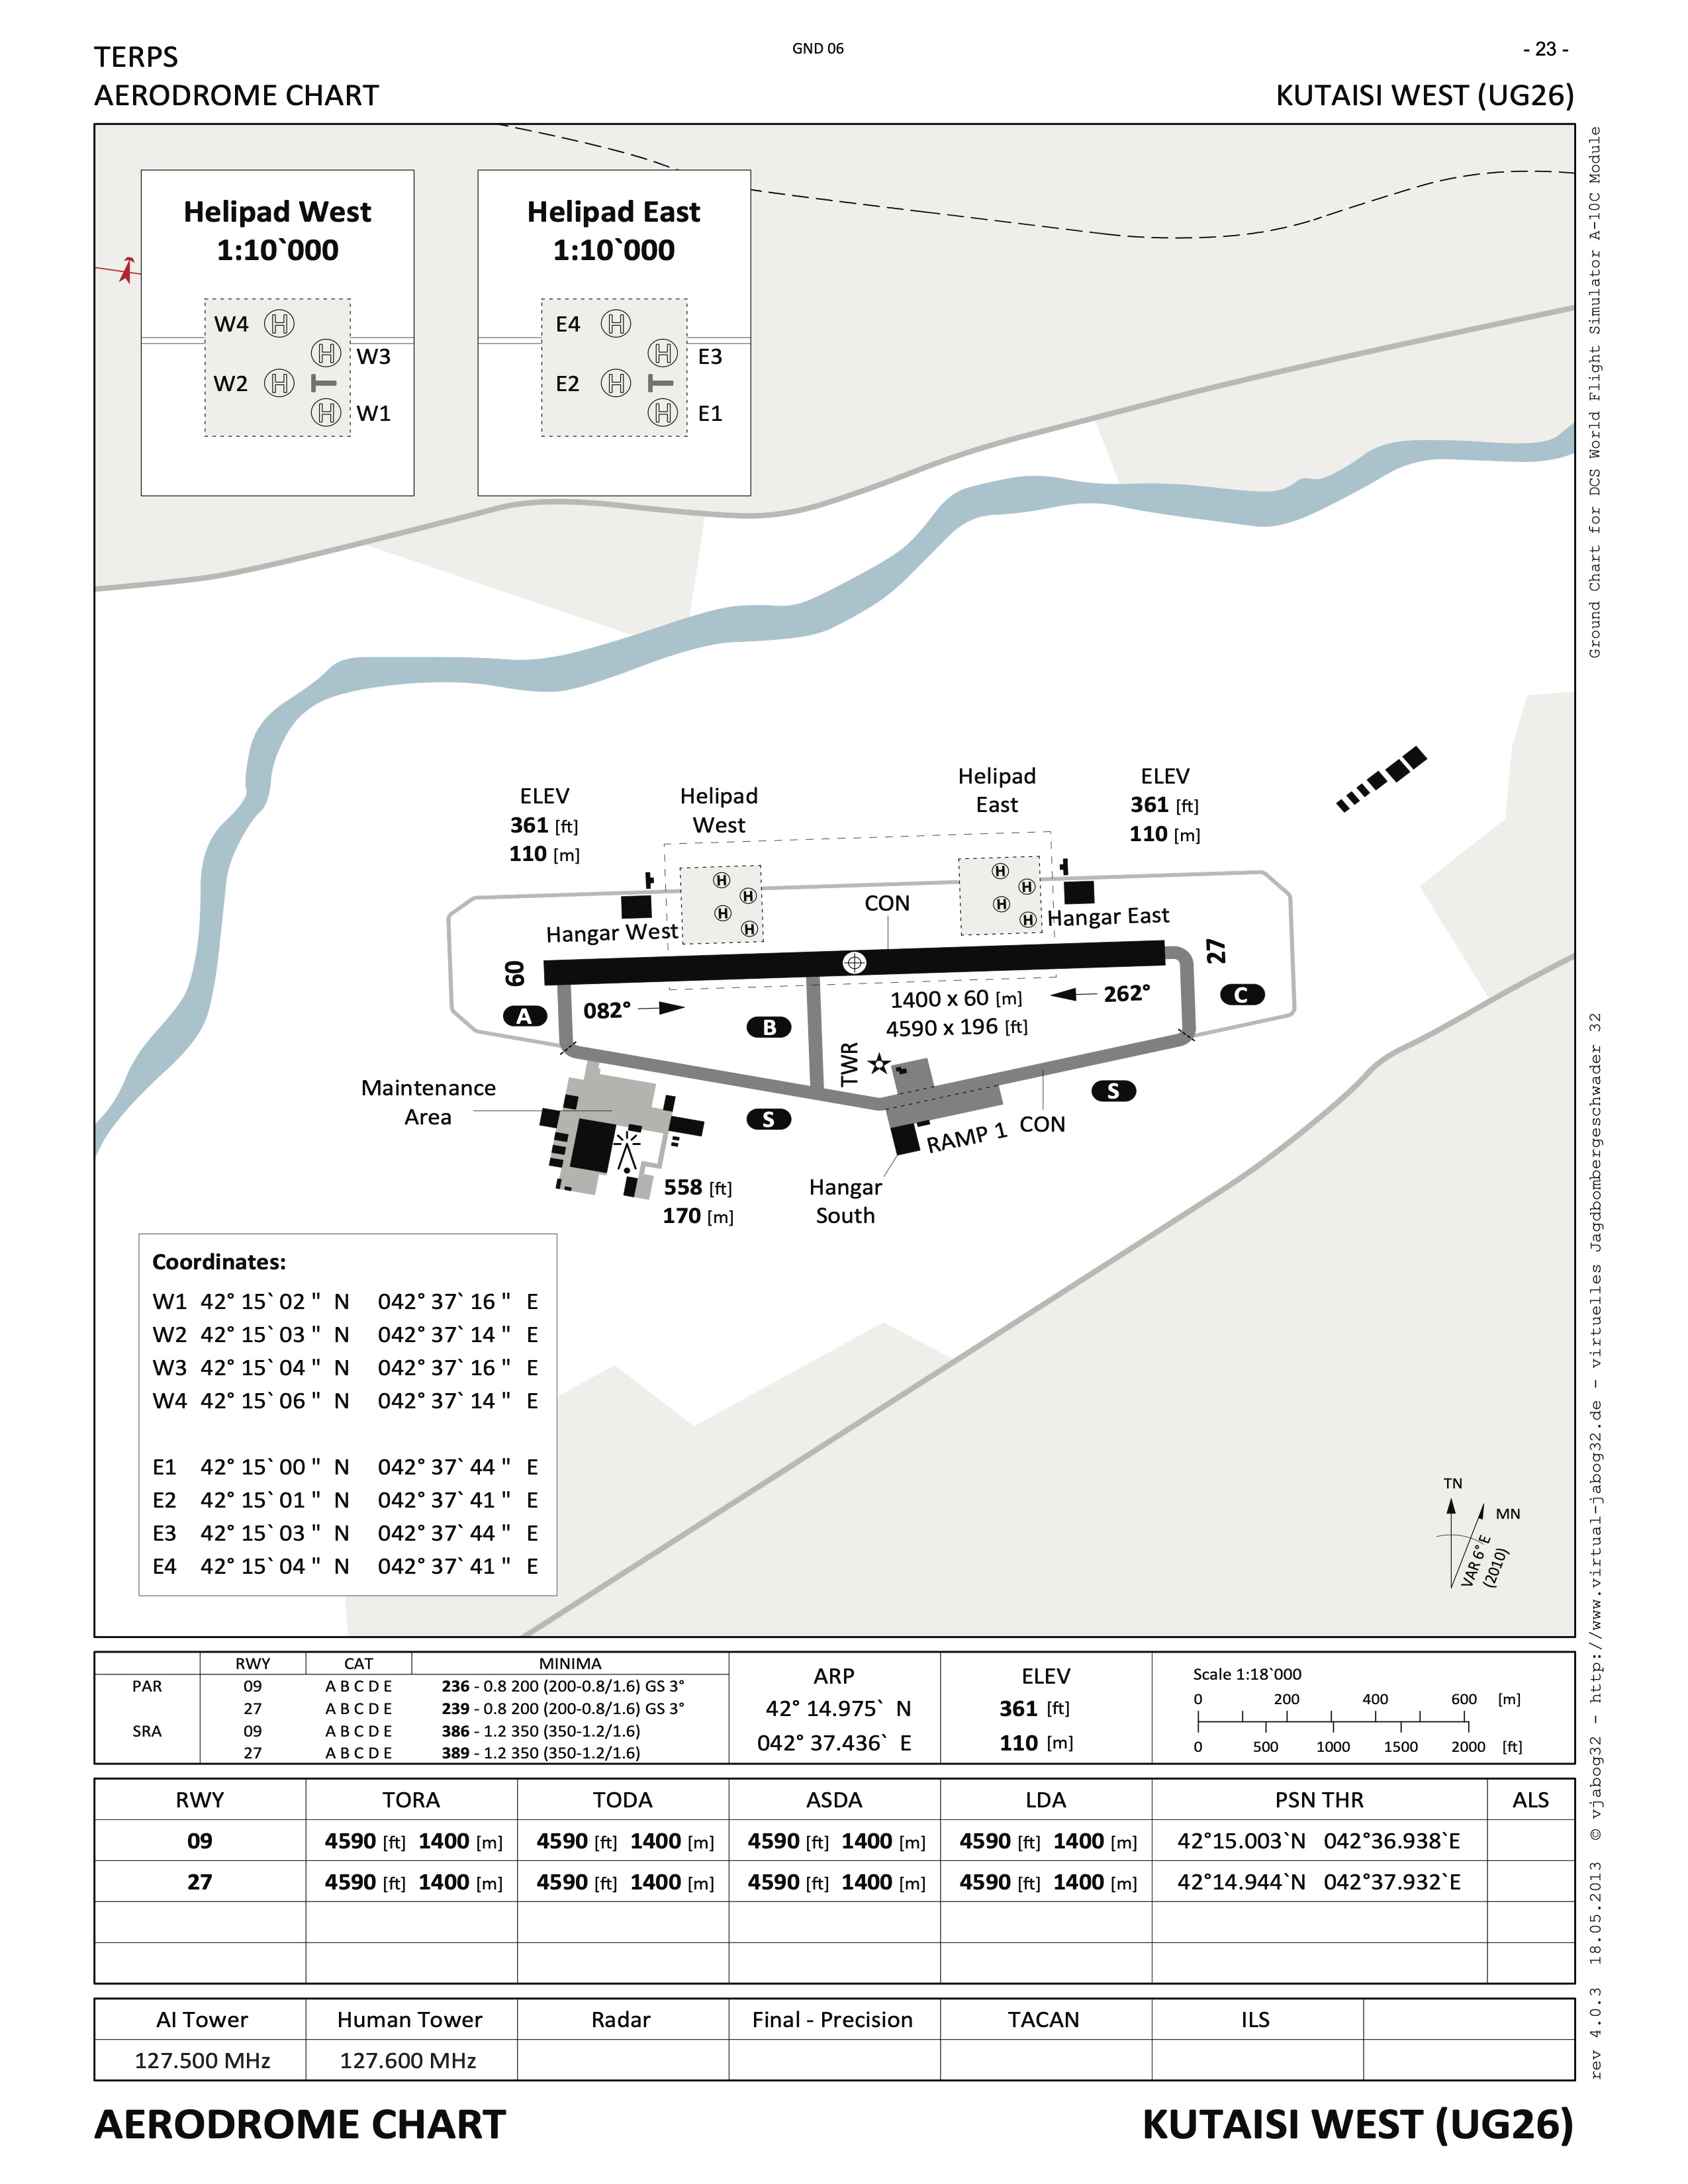 TERPS
GND 06
- 23 -
AERODROME CHART
KUTAISI WEST (UG26)
Helipad West
1:10`000
W4
W3
W2
W1
Helipad East
1:10`000
E4
E3
E2
E1
ELEV
361 [ft]
110 [m]
Helipad
West
Helipad
East
ELEV
361 [ft]
110 [m]
H
H
H
H
H
H
H
H
CON
Hangar West
Hangar East
09
27
A
082°
B
1400 x 60 [m]
4590 x 196 [ft]
262°
C
TWR
Maintenance
Area
S
S
RAMP 1
CON
558 [ft]
170 [m]
Hangar
South
Coordinates:
W1 42° 15` 02 " N 042° 37` 16 " E
W2 42° 15` 03 " N 042° 37` 14 " E
W3 42° 15` 04 " N 042° 37` 16 " E
W4 42° 15` 06 " N 042° 37` 14 " E
E1 42° 15` 00 " N 042° 37` 44 " E
E2 42° 15` 01 " N 042° 37` 41 " E
E3 42° 15` 03 " N 042° 37` 44 " E
E4 42° 15` 04 " N 042° 37` 41 " E
TN
MN
VAR 6° E
(2010)
RWY CAT MINIMA
PAR 09 A B C D E 236 - 0.8 200 (200-0.8/1.6) GS 3°
27 A B C D E 239 - 0.8 200 (200-0.8/1.6) GS 3°
SRA 09 A B C D E 386 - 1.2 350 (350-1.2/1.6)
27 A B C D E 389 - 1.2 350 (350-1.2/1.6)
ARP
42° 14.975` N
042° 37.436` E
ELEV
361 [ft]
110 [m]
Scale 1:18`000
0 200 400 600 [m]
0 500 1000 1500 2000 [ft]
RWY TORA TODA ASDA LDA PSN THR ALS
09 4590 [ft] 1400 [m] 4590 [ft] 1400 [m] 4590 [ft] 1400 [m] 4590 [ft] 1400 [m] 42°15.003`N 042°36.938`E
27 4590 [ft] 1400 [m] 4590 [ft] 1400 [m] 4590 [ft] 1400 [m] 4590 [ft] 1400 [m] 42°14.944`N 042°37.932`E
AI Tower Human Tower Radar Final - Precision TACAN ILS
127.500 MHz 127.600 MHz
AERODROME CHART
KUTAISI WEST (UG26)
rev 4.0.3 18.05.2013 © vjabog32 - http://www.virtual-jabog32.de - virtuelles Jagdbombergeschwader 32
Ground Chart for DCS World Flight Simulator A-10C Module